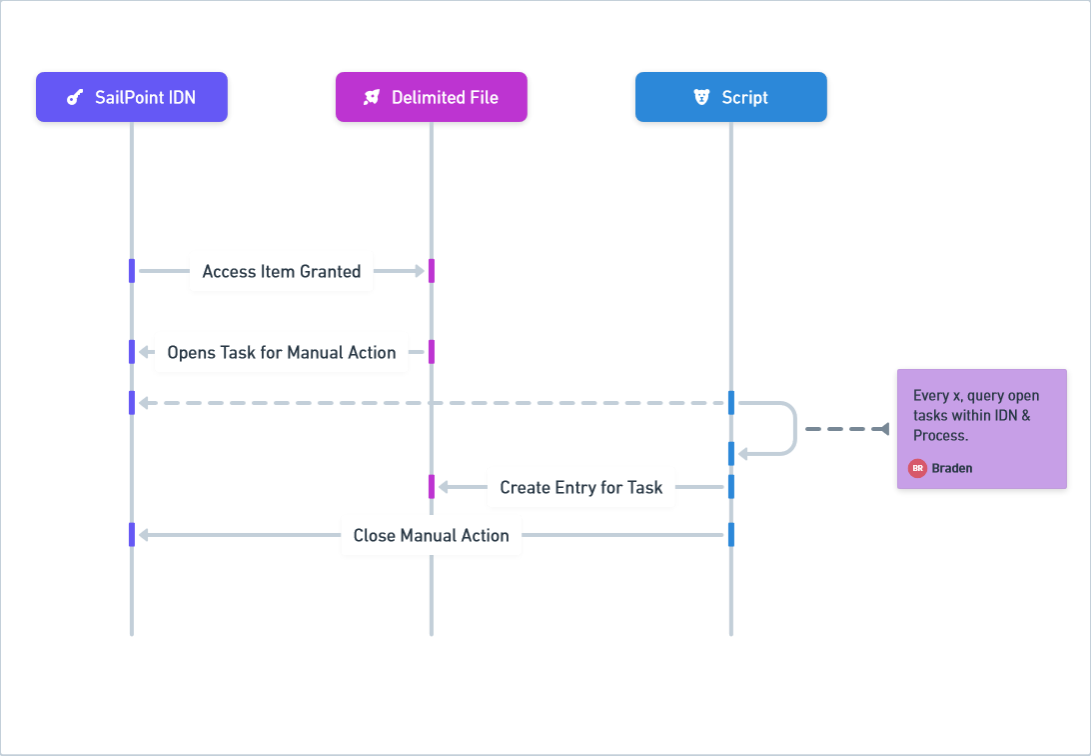 SailPoint IDN
Delimited File
Script
Access Item Granted
Opens Task for Manual Action
Every x, query open
tasks within IDN &
Process.
BR Braden
Create Entry for Task
Close Manual Action